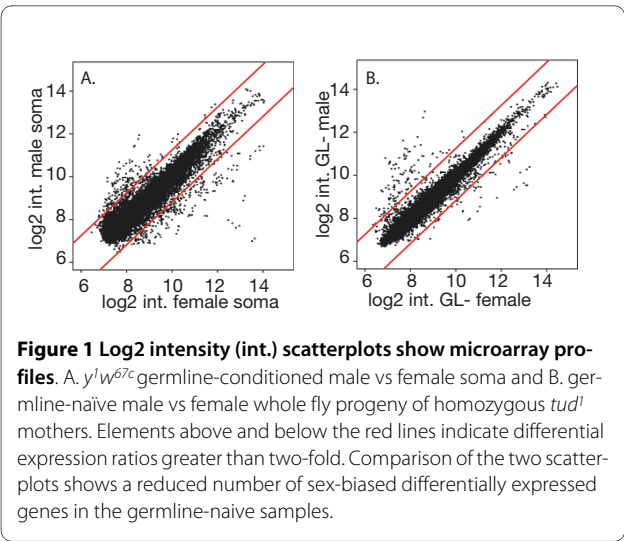 A.
log2 int. male soma
14
12
10
8
6
6 8 10 12 14
log2 int. female soma
B.
log2 int. GL- male
14
12
10
8
6
6 8 10 12 14
log2 int. GL- female
Figure 1 Log2 intensity (int.) scatterplots show microarray pro-
files. A. y¹w⁶⁷ᶜ germline-conditioned male vs female soma and B. ger-
mline-naïve male vs female whole fly progeny of homozygous tud¹
mothers. Elements above and below the red lines indicate differential
expression ratios greater than two-fold. Comparison of the two scatter-
plots shows a reduced number of sex-biased differentially expressed
genes in the germline-naive samples.